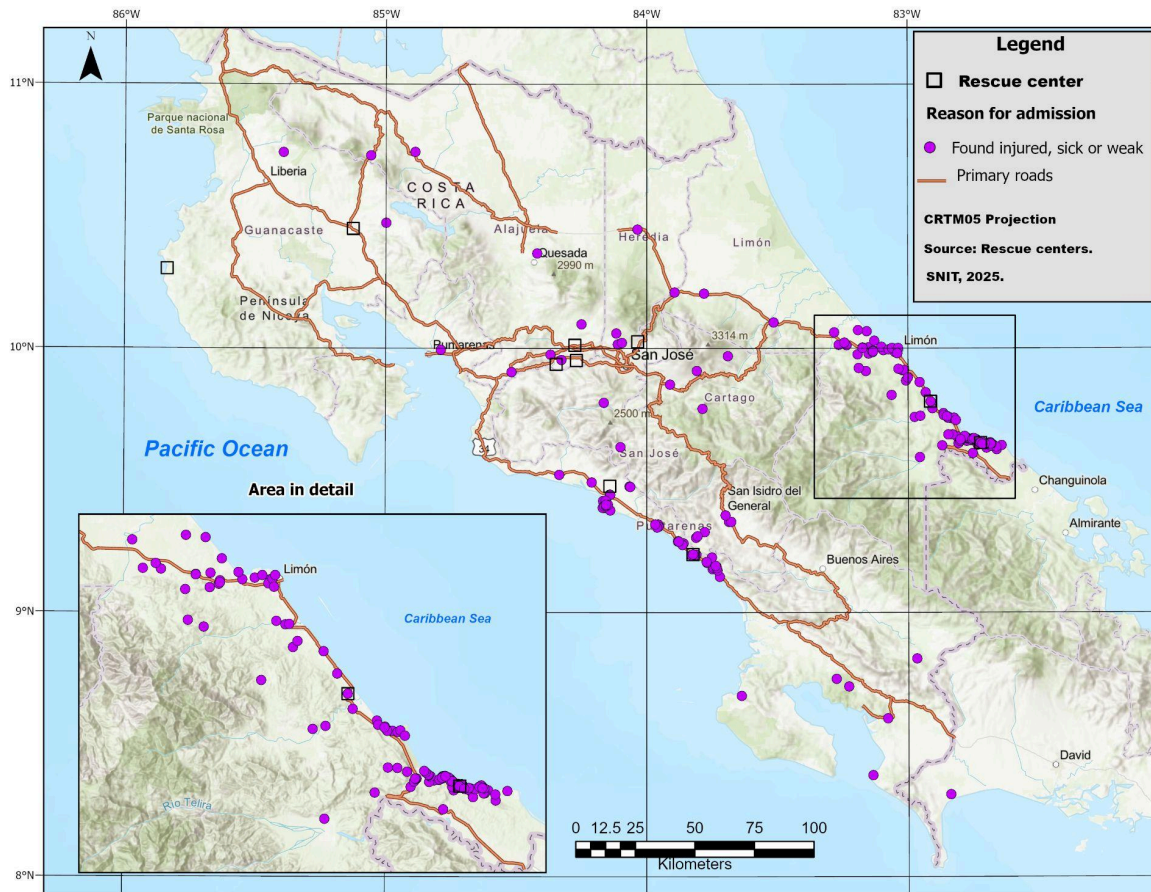 86°W
85°W
84°W
83°W
N
11°N
10°N
9°N
8°N
Legend
Rescue center
Reason for admission
Found injured, sick or weak
Primary roads
CRTM05 Projection
Source: Rescue centers.
SNIT, 2025.
Parque nacional
de Santa Rosa
Liberia
COSTA
RICA
Guanacaste
Alajuela
Heredia
Limón
Quesada
2990 m
Península
de Nicoya
Puntarenas
3314 m
San José
Limón
Cartago
2500 m
Caribbean Sea
Pacific Ocean
34
San José
Area in detail
San Isidro del
General
Changuinola
Puntarenas
Almirante
Buenos Aires
Limón
Caribbean Sea
David
Río Telira
0 12.5 25 50 75 100
Kilometers